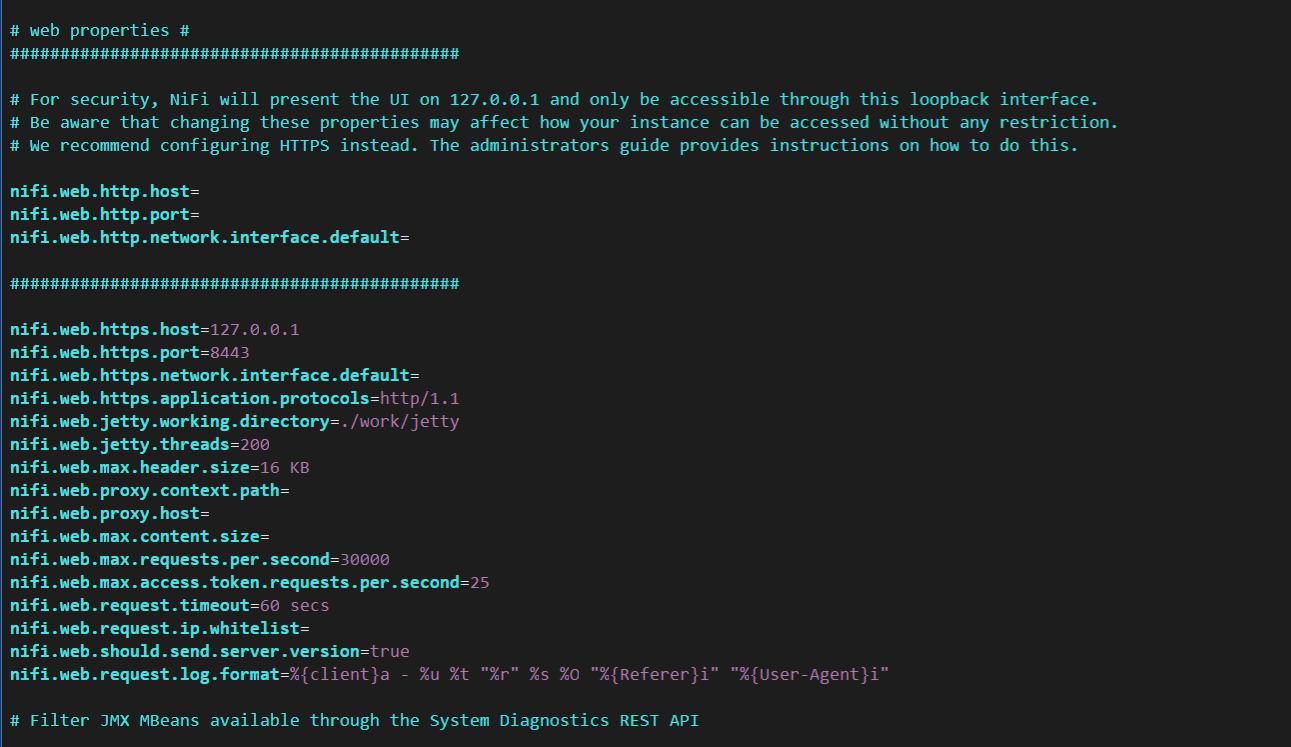 # web properties #
#############################################
# For security, NiFi will present the UI on 127.0.0.1 and only be accessible through this loopback interface.
# Be aware that changing these properties may affect how your instance can be accessed without any restriction.
# We recommend configuring HTTPS instead. The administrators guide provides instructions on how to do this.
nifi.web.http.host=
nifi.web.http.port=
nifi.web.http.network.interface.default=
#############################################
nifi.web.https.host=127.0.0.1
nifi.web.https.port=8443
nifi.web.https.network.interface.default=
nifi.web.https.application.protocols=http/1.1
nifi.web.jetty.working.directory=./work/jetty
nifi.web.jetty.threads=200
nifi.web.max.header.size=16 KB
nifi.web.proxy.context.path=
nifi.web.proxy.host=
nifi.web.max.content.size=
nifi.web.max.requests.per.second=30000
nifi.web.max.access.token.requests.per.second=25
nifi.web.request.timeout=60 secs
nifi.web.request.ip.whitelist=
nifi.web.should.send.server.version=true
nifi.web.request.log.format=%{client}a - %u %t "%r" %s %O "%{Referer}i" "%{User-Agent}i"
# Filter JMX MBeans available through the System Diagnostics REST API